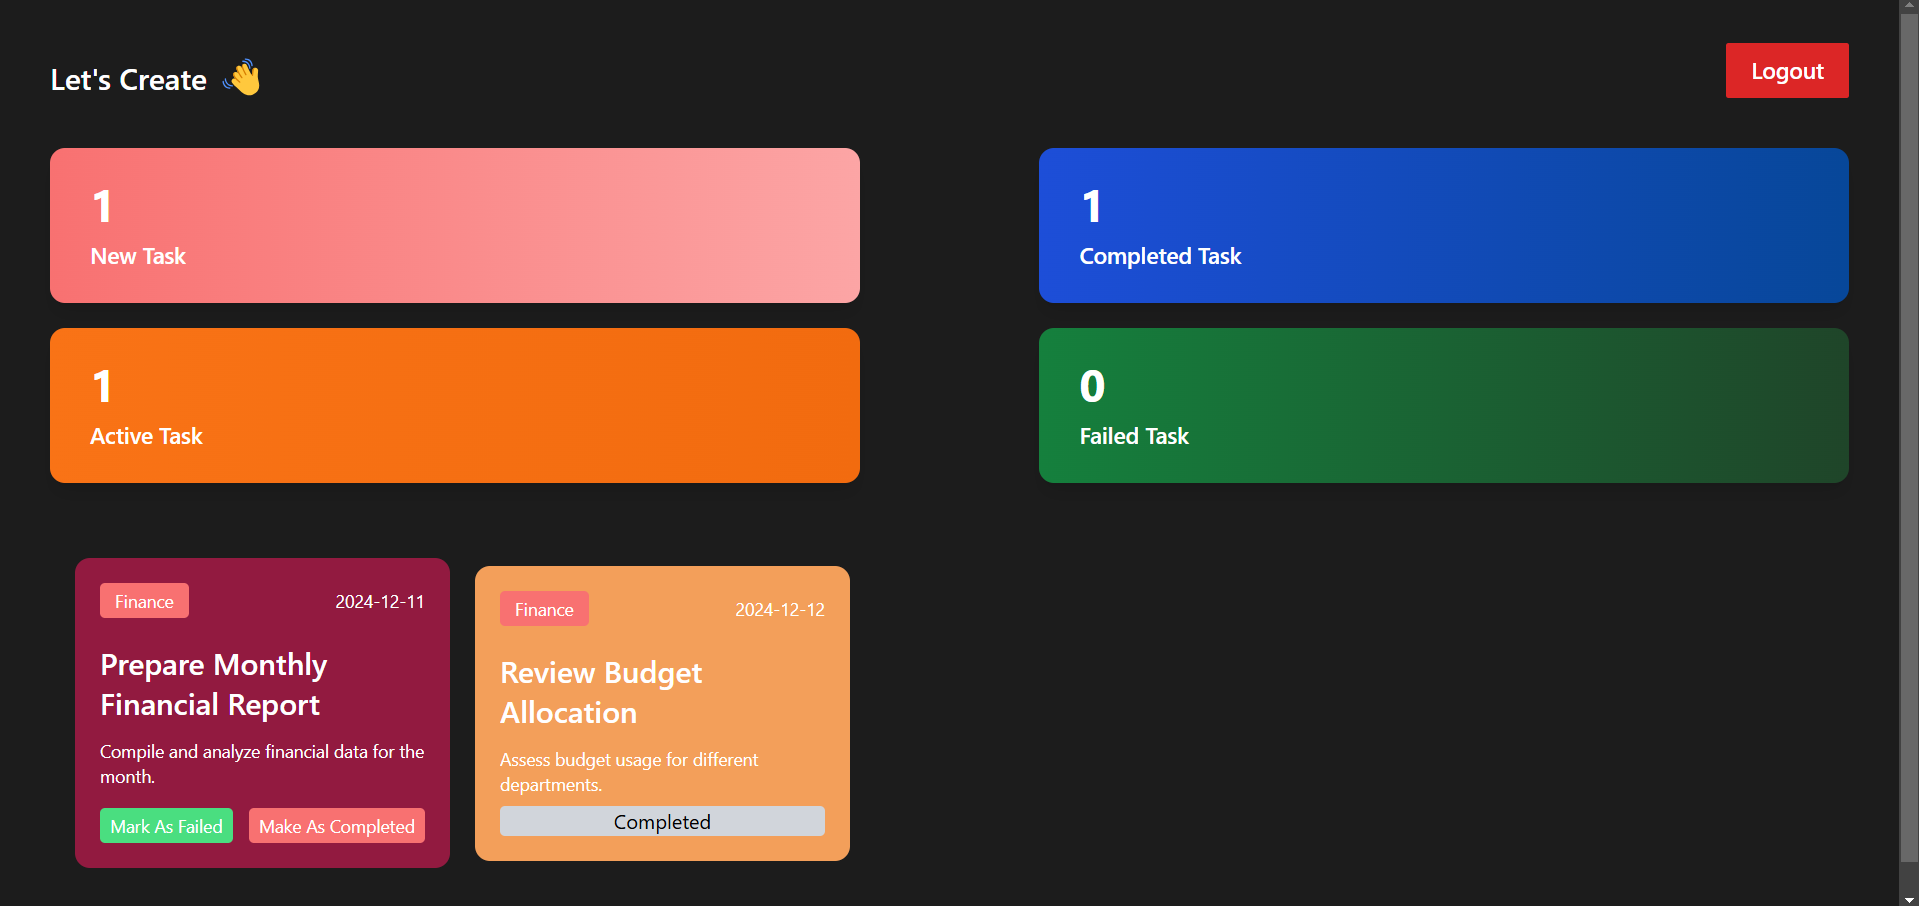 Let's Create 👋
Logout
1
New Task
1
Completed Task
1
Active Task
0
Failed Task
Finance
2024-12-11
Prepare Monthly
Financial Report
Compile and analyze financial data for the
month.
Mark As Failed
Make As Completed
Finance
2024-12-12
Review Budget
Allocation
Assess budget usage for different
departments.
Completed